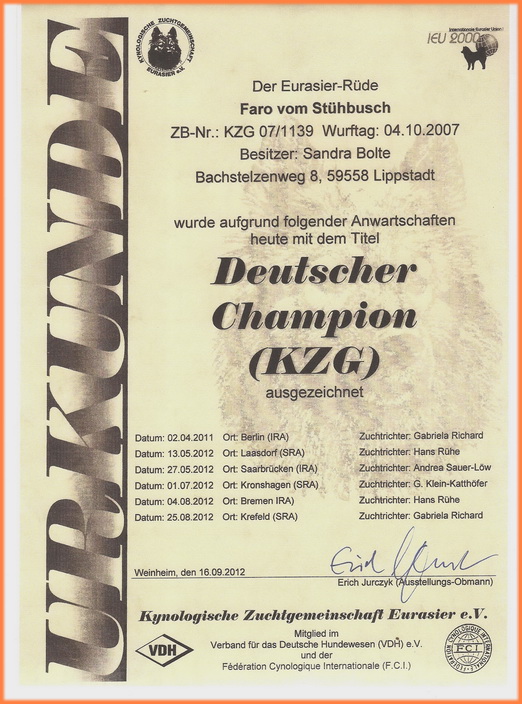 URKUNDE
KYNOLOGISCHE ZUCHTGEMEINSCHAFT
EURASIER e.V.
Internationale Eurasier Union
IEU 2000
Der Eurasier-Rüde
Faro vom Stühbusch
ZB-Nr.: KZG 07/1139 Wurftag: 04.10.2007
Besitzer: Sandra Bolte
Bachstelzenweg 8, 59558 Lippstadt
wurde aufgrund folgender Anwartschaften
heute mit dem Titel
Deutscher
Champion
(KZG)
ausgezeichnet
Datum: 02.04.2011 Ort: Berlin (IRA) Zuchtrichter: Gabriela Richard
Datum: 13.05.2012 Ort: Laasdorf (SRA) Zuchtrichter: Hans Rühe
Datum: 27.05.2012 Ort: Saarbrücken (IRA) Zuchtrichter: Andrea Sauer-Löw
Datum: 01.07.2012 Ort: Kronshagen (SRA) Zuchtrichter: G. Klein-Katthöfer
Datum: 04.08.2012 Ort: Bremen IRA) Zuchtrichter: Hans Rühe
Datum: 25.08.2012 Ort: Krefeld (SRA) Zuchtrichter: Gabriela Richard
Weinheim, den 16.09.2012
Erich Jurczyk (Ausstellungs-Obmann)
Kynologische Zuchtgemeinschaft Eurasier e.V.
VDH
Mitglied im
Verband für das Deutsche Hundewesen (VDH) e.V.
und der
Fédération Cynologique Internationale (F.C.I.)
F.C.I.